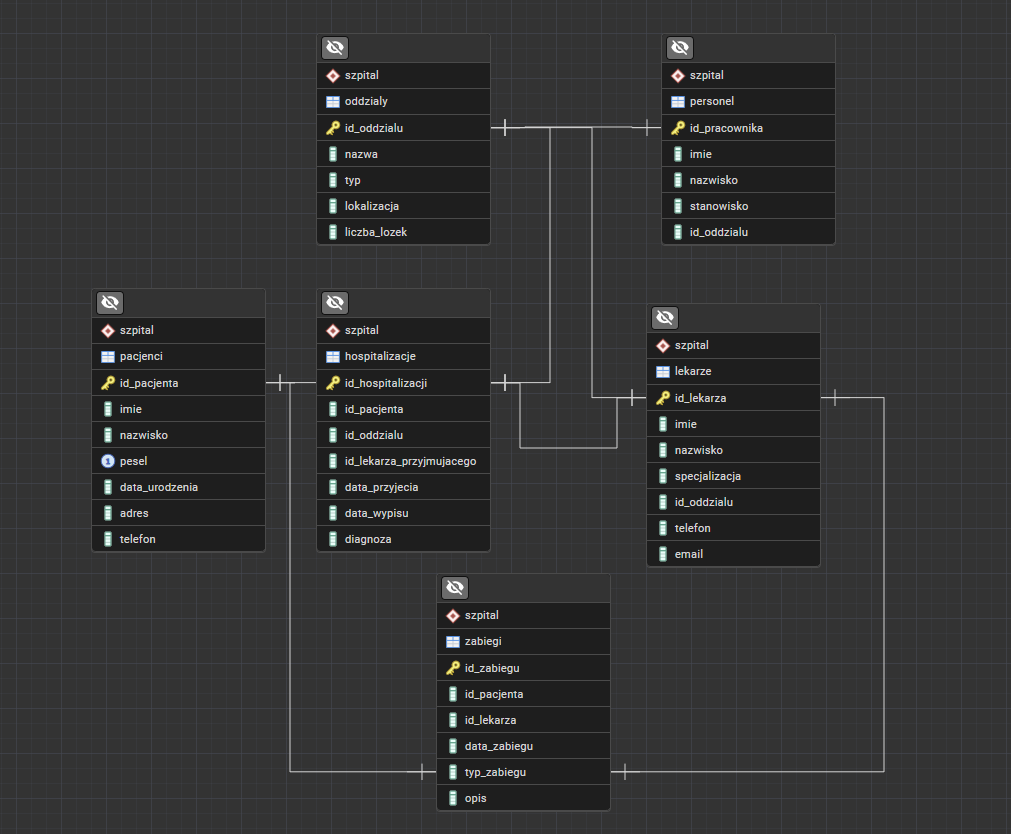 szpital
oddzialy
id_oddzialu
nazwa
typ
lokalizacja
liczba_lozek
szpital
personel
id_pracownika
imie
nazwisko
stanowisko
id_oddzialu
szpital
pacjenci
id_pacjenta
imie
nazwisko
1 pesel
data_urodzenia
adres
telefon
szpital
hospitalizacje
id_hospitalizacji
id_pacjenta
id_oddzialu
id_lekarza_przyjmujacego
data_przyjecia
data_wypisu
diagnoza
szpital
lekarze
id_lekarza
imie
nazwisko
specjalizacja
id_oddzialu
telefon
email
szpital
zabiegi
id_zabiegu
id_pacjenta
id_lekarza
data_zabiegu
typ_zabiegu
opis